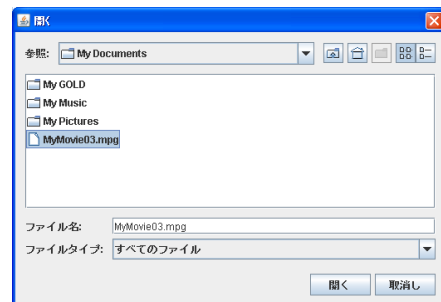 開く
参照: My Documents
My GOLD
My Music
My Pictures
MyMovie03.mpg
ファイル名: MyMovie03.mpg
ファイルタイプ: すべてのファイル
開く 取消し